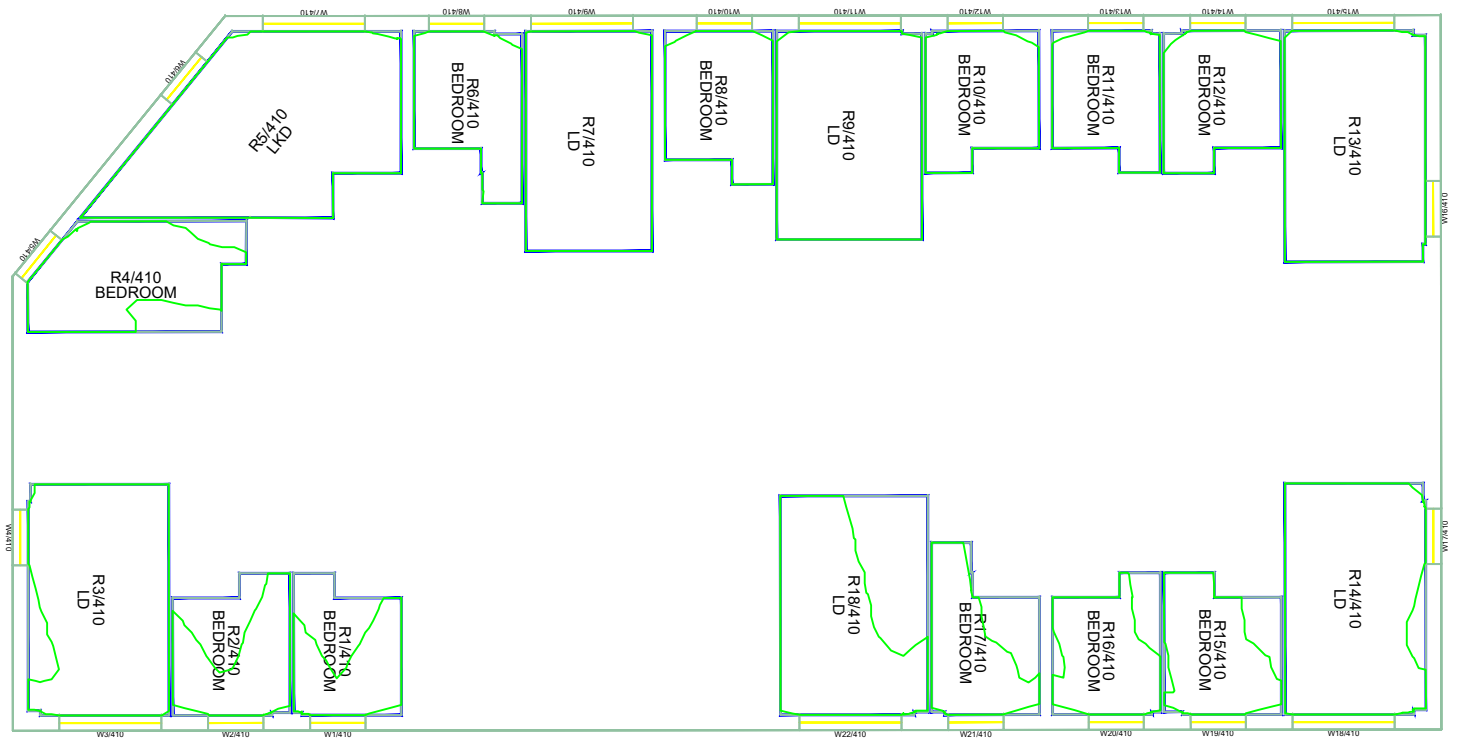 W7/410
W8/410
W9/410
W10/410
W11/410
W12/410
W13/410
W14/410
W15/410
W6/410
R5/410
LKD
R6/410
BEDROOM
R7/410
LD
R8/410
BEDROOM
R9/410
LD
R10/410
BEDROOM
R11/410
BEDROOM
R12/410
BEDROOM
R13/410
LD
W16/410
W5/410
R4/410
BEDROOM
W4/410
R3/410
LD
R2/410
BEDROOM
R1/410
BEDROOM
R18/410
LD
R17/410
BEDROOM
R16/410
BEDROOM
R15/410
BEDROOM
R14/410
LD
W17/410
W3/410
W2/410
W1/410
W22/410
W21/410
W20/410
W19/410
W18/410